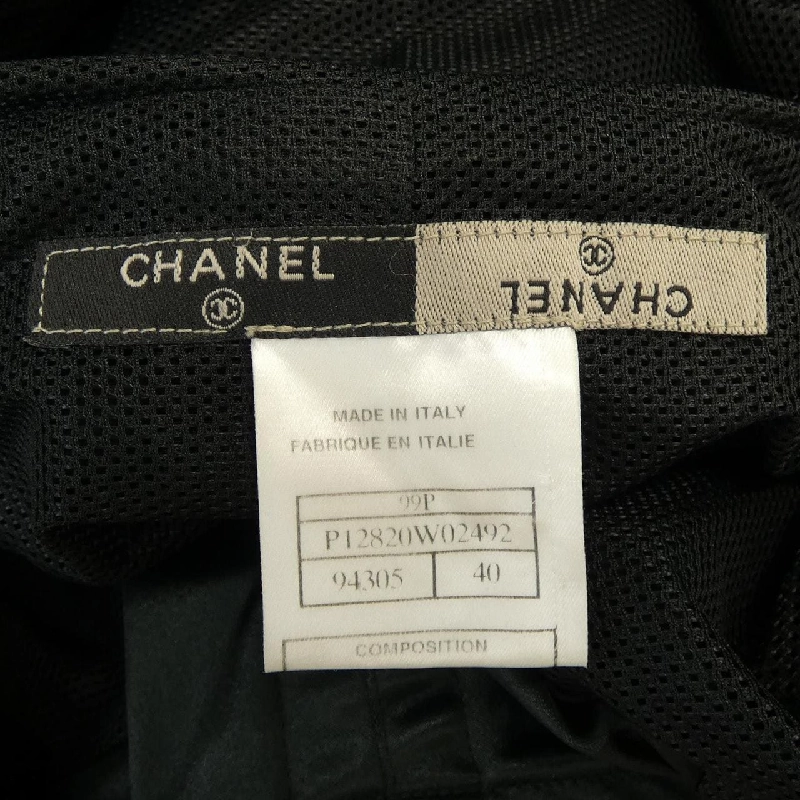 CHANEL
CHANEL
MADE IN ITALY
FABRIQUE EN ITALIE
99P
P12820W02492
94305 40
COMPOSITION